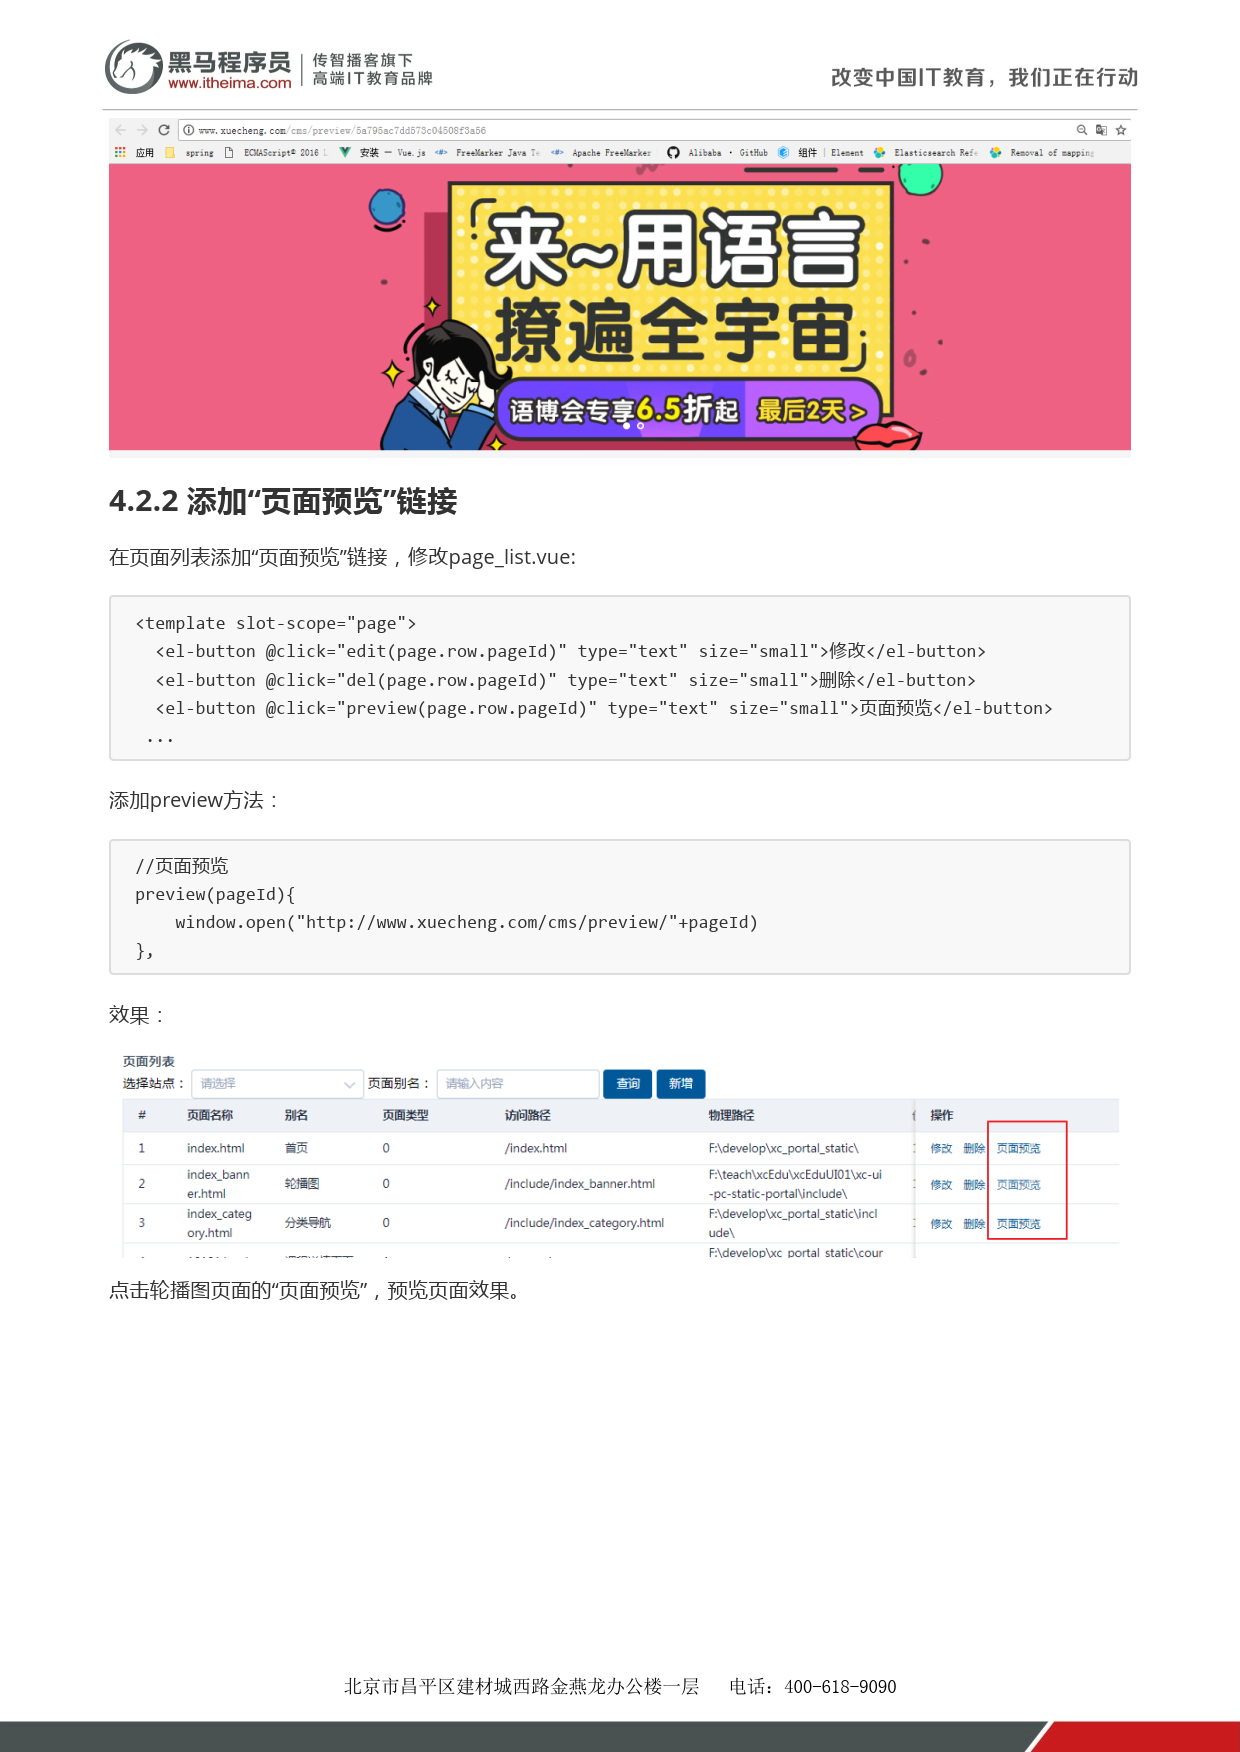 黑马程序员 传智播客旗下
www.itheima.com 高端IT教育品牌
改变中国IT教育，我们正在行动
www.xuecheng.com/cms/preview/5a795ac7dd573c04508f3a56
应用 spring ECMAScript® 2016 L 安装 — Vue.js FreeMarker Java Te Apache FreeMarker Alibaba · GitHub 组件 | Element Elasticsearch Refe Removal of mapping
来~用语言
撩遍全宇宙
语博会专享6.5折起 最后2天>
4.2.2 添加“页面预览”链接
在页面列表添加“页面预览”链接，修改page_list.vue:
<template slot-scope="page">
<el-button @click="edit(page.row.pageId)" type="text" size="small">修改</el-button>
<el-button @click="del(page.row.pageId)" type="text" size="small">删除</el-button>
<el-button @click="preview(page.row.pageId)" type="text" size="small">页面预览</el-button>
...
添加preview方法：
//页面预览
preview(pageId){
window.open("http://www.xuecheng.com/cms/preview/"+pageId)
},
效果：
页面列表
选择站点： 请选择 页面别名： 请输入内容 查询 新增
# 页面名称 别名 页面类型 访问路径 物理路径 操作
1 index.html 首页 0 /index.html F:\develop\xc_portal_static\ 修改 删除 页面预览
2 index_bann
er.html 轮播图 0 /include/index_banner.html F:\teach\xcEdu\xcEduUI01\xc-ui
-pc-static-portal\include\ 修改 删除 页面预览
3 index_categ
ory.html 分类导航 0 /include/index_category.html F:\develop\xc_portal_static\incl
ude\ 修改 删除 页面预览
F:\develop\xc_portal_static\cour
点击轮播图页面的“页面预览”，预览页面效果。
北京市昌平区建材城西路金燕龙办公楼一层 电话：400-618-9090